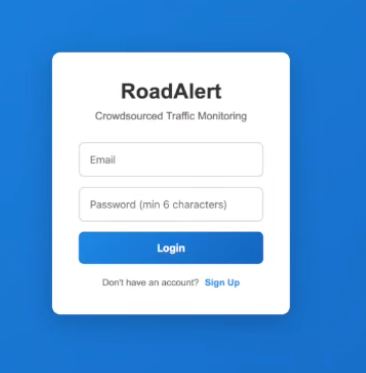 RoadAlert
Crowdsourced Traffic Monitoring
Email
Password (min 6 characters)
Login
Don't have an account? Sign Up